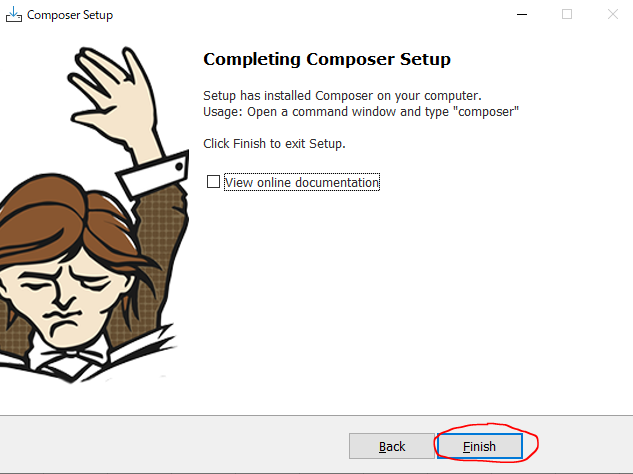 Composer Setup
Completing Composer Setup
Setup has installed Composer on your computer.
Usage: Open a command window and type "composer"
Click Finish to exit Setup.
View online documentation
Back
Finish